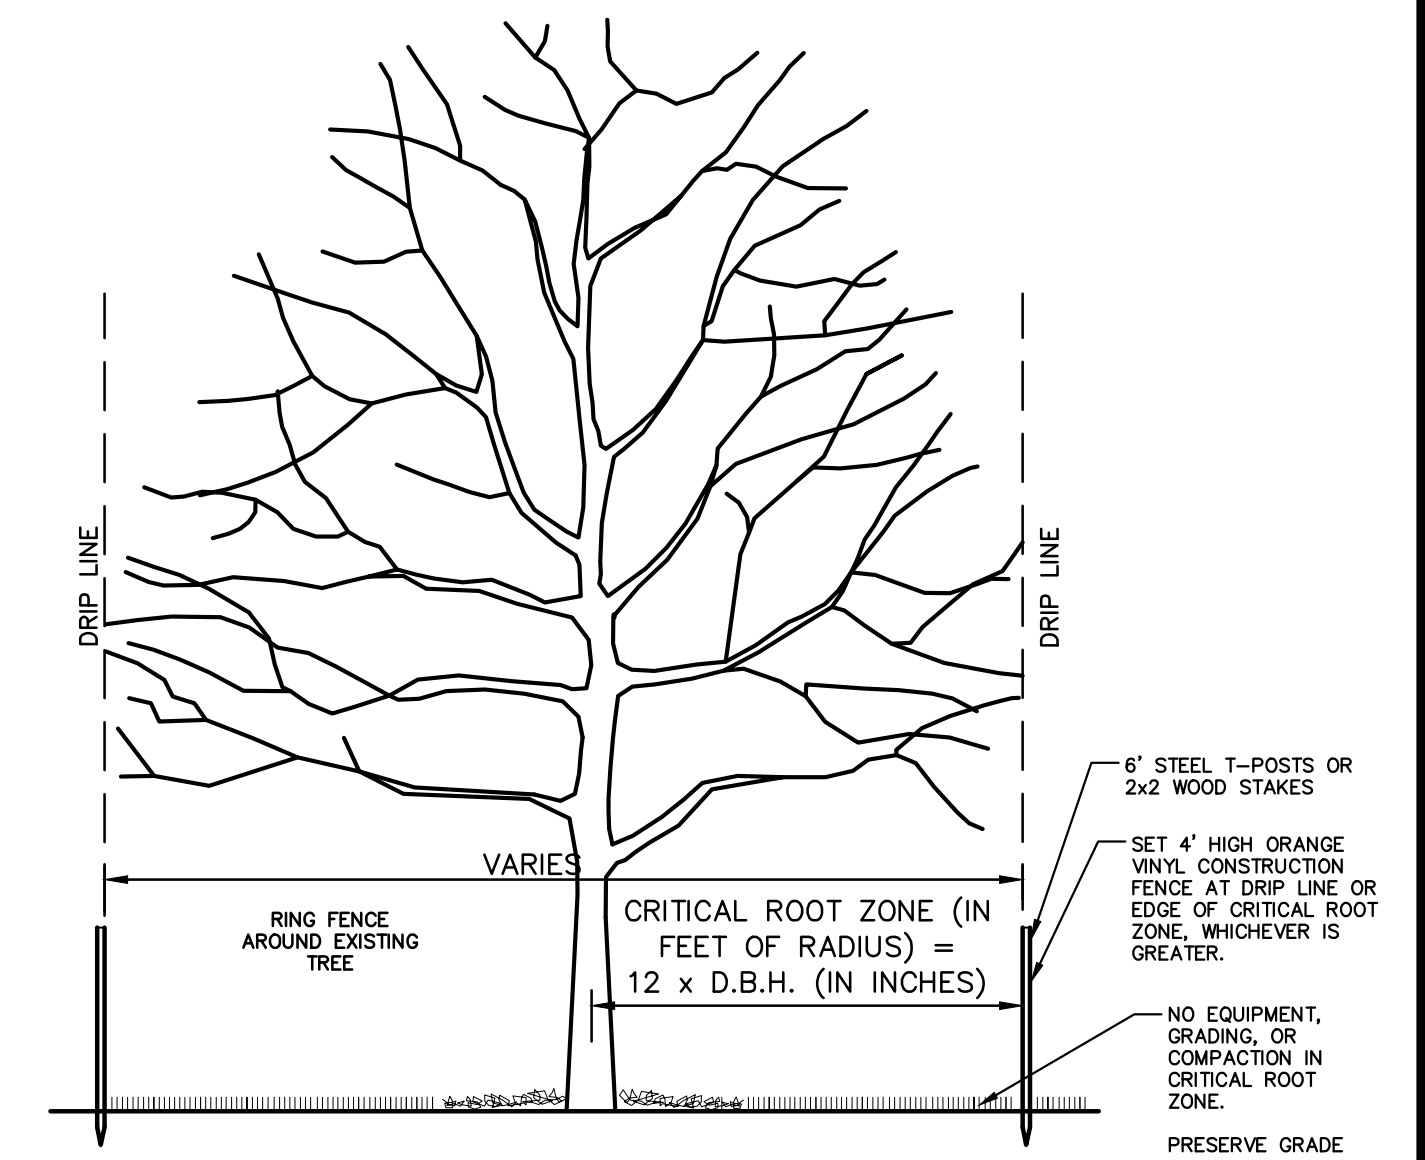 DRIP LINE
DRIP LINE
6' STEEL T-POSTS OR
2x2 WOOD STAKES
SET 4' HIGH ORANGE
VINYL CONSTRUCTION
FENCE AT DRIP LINE OR
EDGE OF CRITICAL ROOT
ZONE, WHICHEVER IS
GREATER.
VARIES
RING FENCE
AROUND EXISTING
TREE
CRITICAL ROOT ZONE (IN
FEET OF RADIUS) =
12 x D.B.H. (IN INCHES)
NO EQUIPMENT,
GRADING, OR
COMPACTION IN
CRITICAL ROOT
ZONE.
PRESERVE GRADE